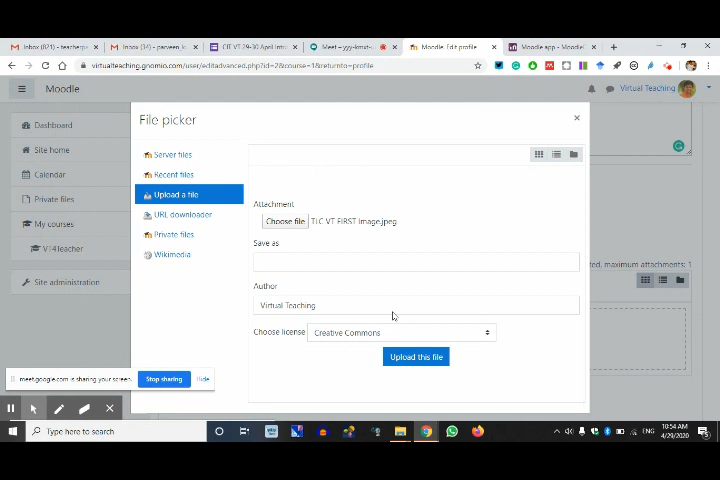 Inbox (821) - teacherp
Inbox (34) - parveen.k
CIT VT 29-30 April Intro
Meet – yyy-kmxt-
Moodle: Edit profile
Moodle app - Moodle
virtualteaching.gnomio.com/user/editadvanced.php?id=2&course=1&returnto=profile
Moodle
Virtual Teaching
File picker
Dashboard
Site home
Calendar
Private files
My courses
VT4Teacher
Site administration
Server files
Recent files
Upload a file
URL downloader
Private files
Wikimedia
Attachment
Choose file TLC VT FIRST Image.jpeg
Save as
Author
Virtual Teaching
Choose license Creative Commons
Upload this file
maximum attachments: 1
meet.google.com is sharing your screen. Stop sharing Hide
Type here to search
ENG
10:54 AM
4/29/2020
5